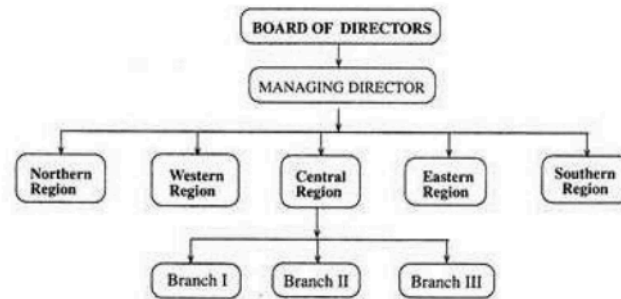 BOARD OF DIRECTORS
MANAGING DIRECTOR
Northern
Region
Western
Region
Central
Region
Eastern
Region
Southern
Region
Branch I
Branch II
Branch III